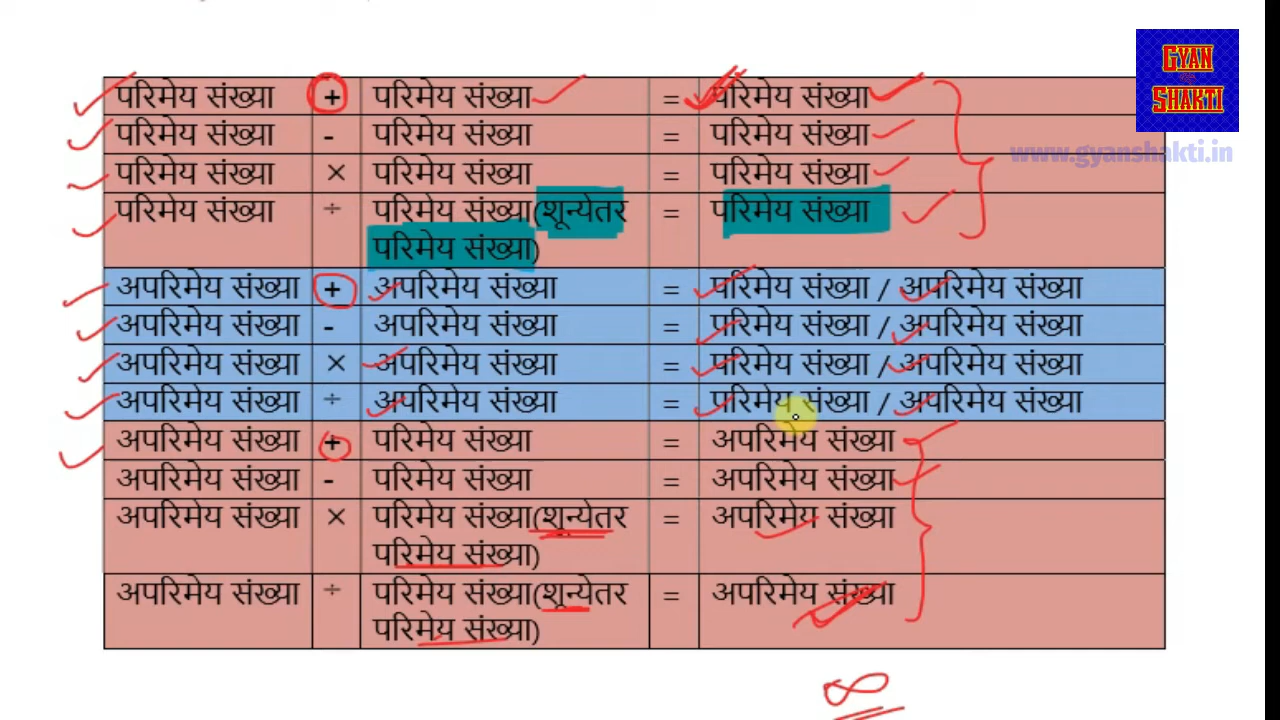 GYAN
SHAKTI
www.gyanshakti.in
परिमेय संख्या + परिमेय संख्या = परिमेय संख्या
परिमेय संख्या - परिमेय संख्या = परिमेय संख्या
परिमेय संख्या × परिमेय संख्या = परिमेय संख्या
परिमेय संख्या ÷ परिमेय संख्या(शून्येतर = परिमेय संख्या
परिमेय संख्या)
अपरिमेय संख्या + अपरिमेय संख्या = परिमेय संख्या / अपरिमेय संख्या
अपरिमेय संख्या - अपरिमेय संख्या = परिमेय संख्या / अपरिमेय संख्या
अपरिमेय संख्या × अपरिमेय संख्या = परिमेय संख्या / अपरिमेय संख्या
अपरिमेय संख्या ÷ अपरिमेय संख्या = परिमेय संख्या / अपरिमेय संख्या
अपरिमेय संख्या + परिमेय संख्या = अपरिमेय संख्या
अपरिमेय संख्या - परिमेय संख्या = अपरिमेय संख्या
अपरिमेय संख्या × परिमेय संख्या(शून्येतर = अपरिमेय संख्या
परिमेय संख्या)
अपरिमेय संख्या ÷ परिमेय संख्या(शून्येतर = अपरिमेय संख्या
परिमेय संख्या)
∞